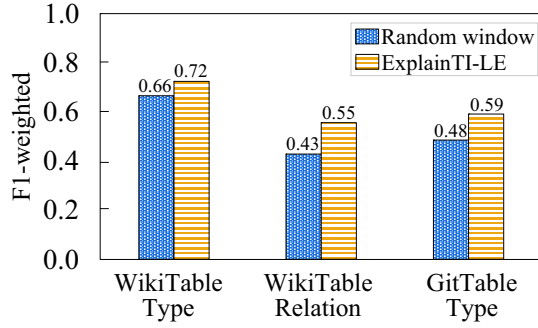 F1-weighted
1.0
0.8
0.6
0.4
0.2
0.0
Random window
ExplainTI-LE
0.66
0.72
0.43
0.55
0.48
0.59
WikiTable
Type
WikiTable
Relation
GitTable
Type